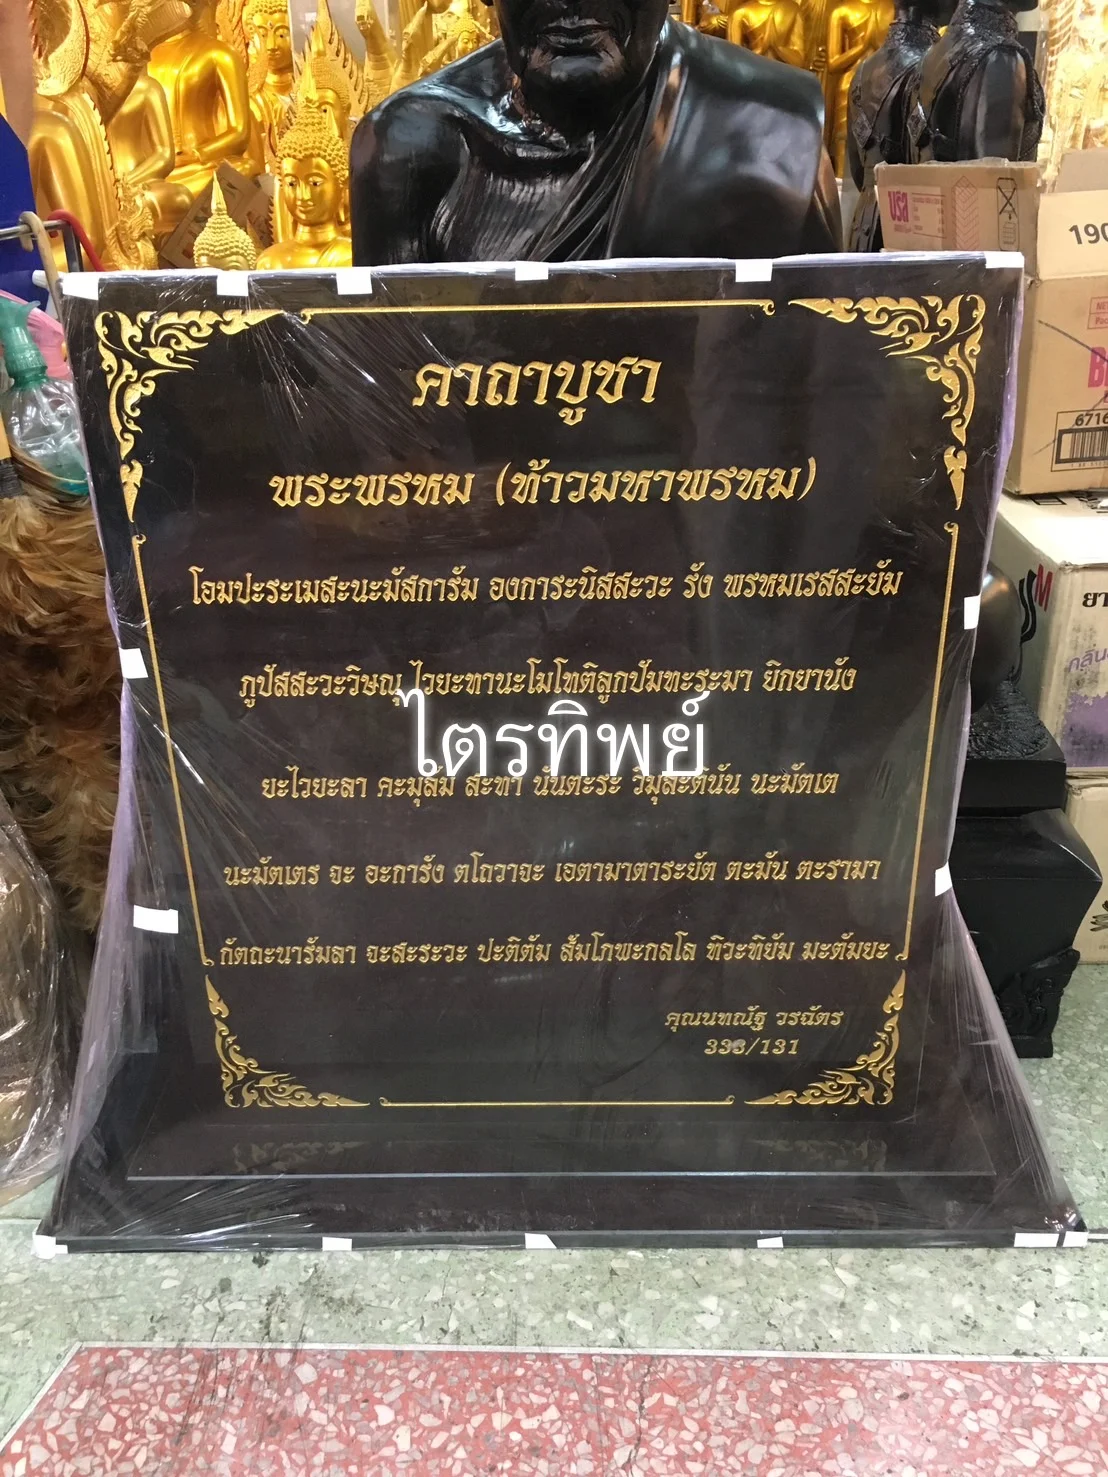 คาถาบูชา
พระพรหม (ท้าวมหาพรหม)
โอมปะระเมสะนะมัสการัม องการะนิสสะวะ รัง พรหมเรสสะยัม
ภูปัสสะวะวิษณุ ไวยะทานะโมโทติลูกปัมทะระมา ยิกยานัง
ไตรทิพย์
ยะไวยะลา คะมุลัม สะทา นันตะระ วิมุสะตินัน นะมัตเต
นะมัตเตร จะ อะการัง ตโถวาจะ เอตามาตาระยัต ตะมัน ตะรามา
กัตถะนารัมลา จะสะระวะ ปะติตัม สัมโภพะกลโล ทิวะทิยัม มะตัมยะ
คุณนทณัฐ วรฉัตร
333/131
บรีส
190
6716
ยา
กลิ่น